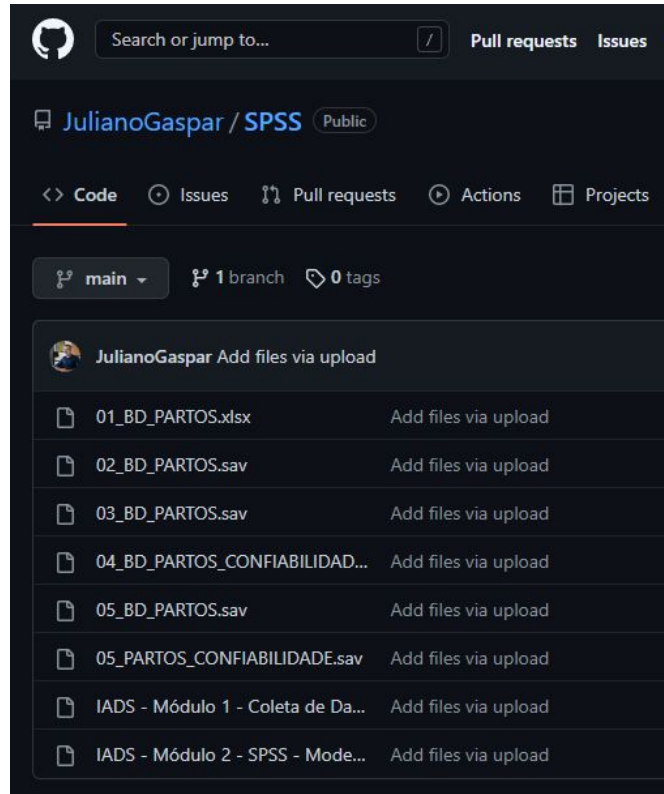 Search or jump to... / Pull requests Issues
JulianoGaspar / SPSS Public
<> Code Issues Pull requests Actions Projects
main 1 branch 0 tags
JulianoGaspar Add files via upload
01_BD_PARTOS.xlsx Add files via upload
02_BD_PARTOS.sav Add files via upload
03_BD_PARTOS.sav Add files via upload
04_BD_PARTOS_CONFIABILIDAD... Add files via upload
05_BD_PARTOS.sav Add files via upload
05_PARTOS_CONFIABILIDADE.sav Add files via upload
IADS - Módulo 1 - Coleta de Da... Add files via upload
IADS - Módulo 2 - SPSS - Mode... Add files via upload